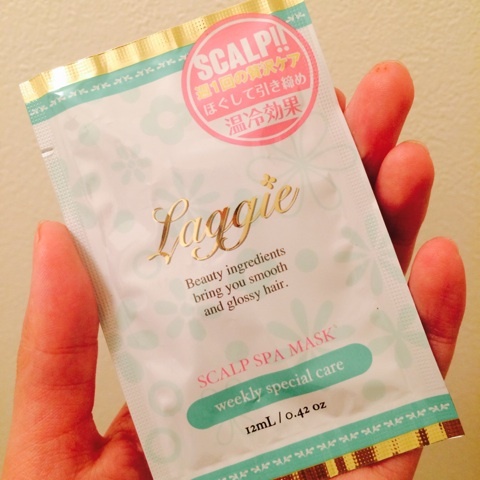 SCALP!!
週1回の贅沢ケア
ほぐして引き締め
温冷効果
Laggie
Beauty ingredients
bring you smooth
and glossy hair.
SCALP SPA MASK
weekly special care
12mL / 0.42 oz